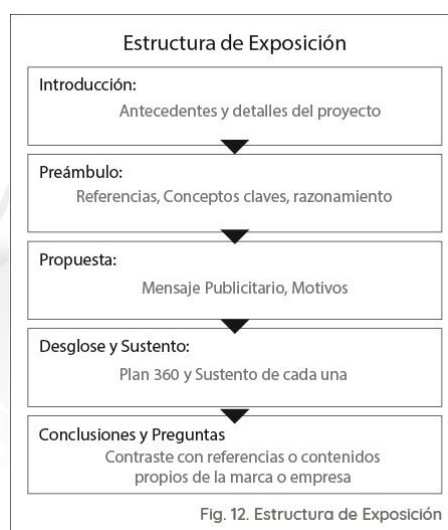 Estructura de Exposición
Introducción:
Antecedentes y detalles del proyecto
Preámbulo:
Referencias, Conceptos claves, razonamiento
Propuesta:
Mensaje Publicitario, Motivos
Desglose y Sustento:
Plan 360 y Sustento de cada una
Conclusiones y Preguntas
Contraste con referencias o contenidos
propios de la marca o empresa
Fig. 12. Estructura de Exposición